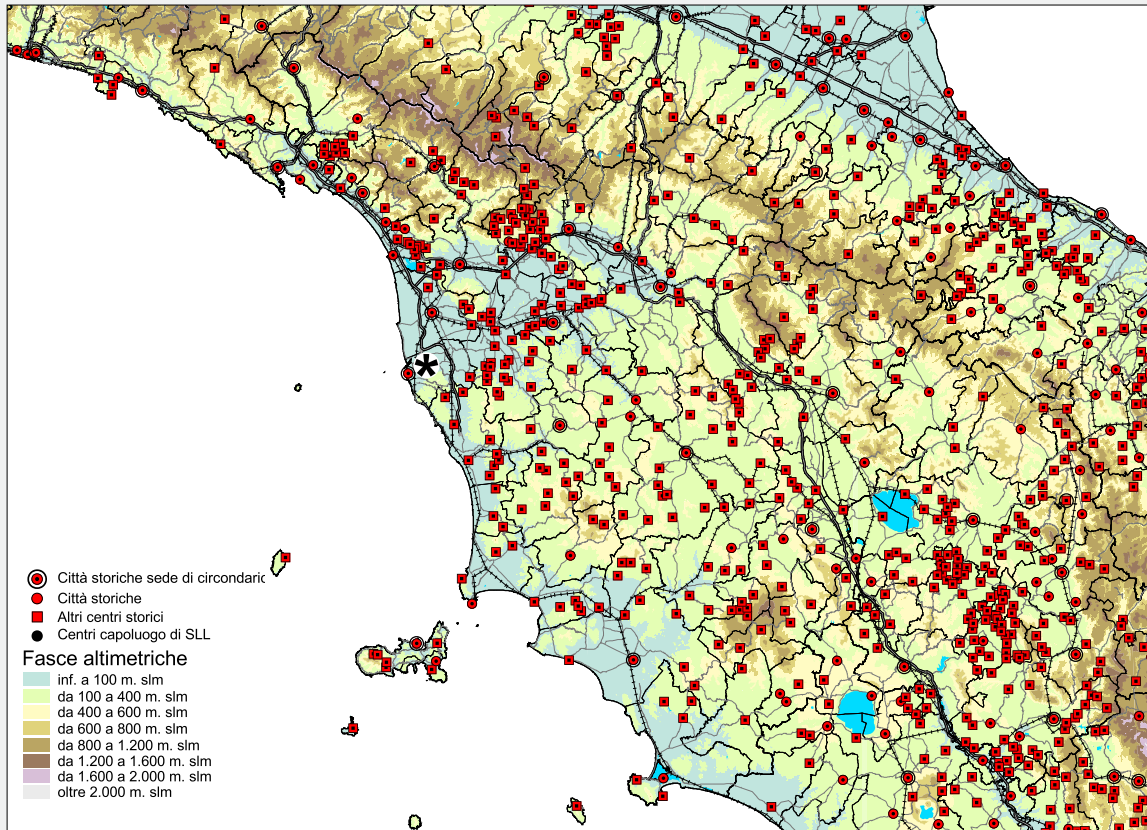 *
Città storiche sede di circondario
Città storiche
Altri centri storici
Centri capoluogo di SLL
Fasce altimetriche
inf. a 100 m. slm
da 100 a 400 m. slm
da 400 a 600 m. slm
da 600 a 800 m. slm
da 800 a 1.200 m. slm
da 1.200 a 1.600 m. slm
da 1.600 a 2.000 m. slm
oltre 2.000 m. slm